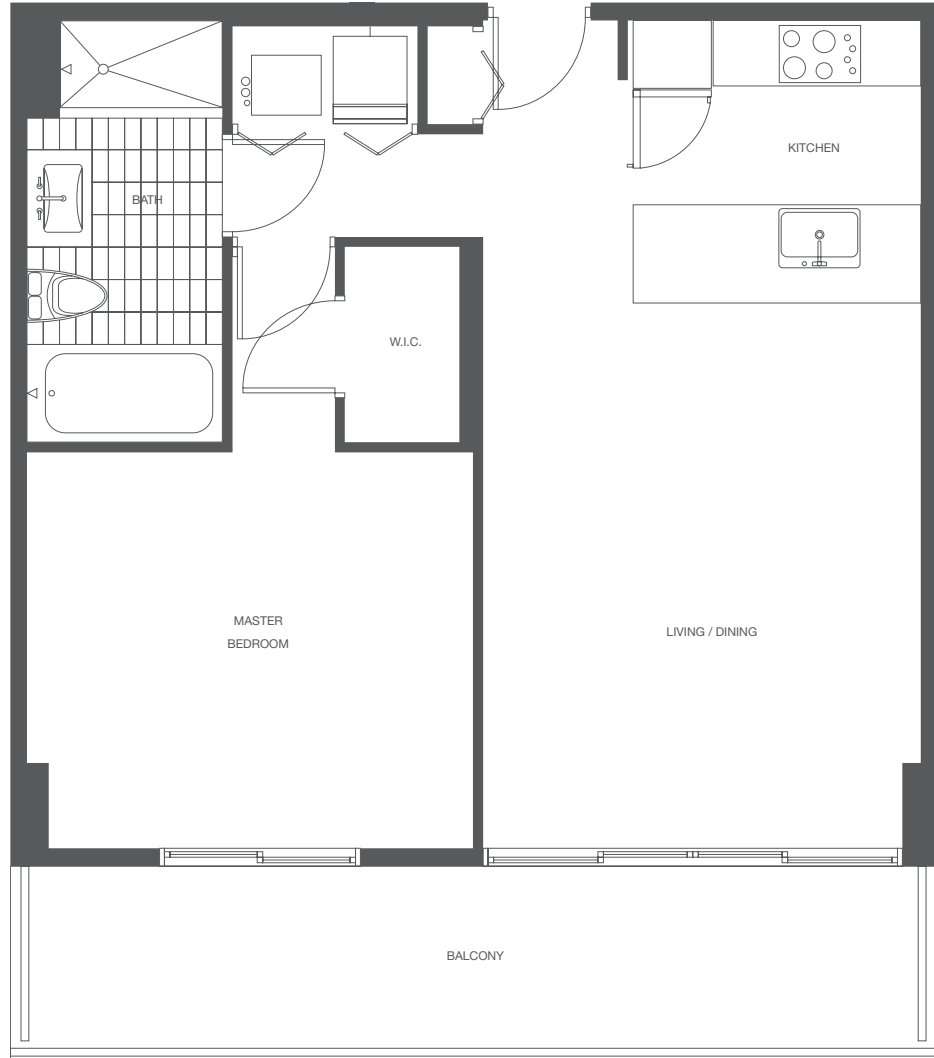 KITCHEN
BATH
W.I.C.
MASTER
BEDROOM
LIVING / DINING
BALCONY